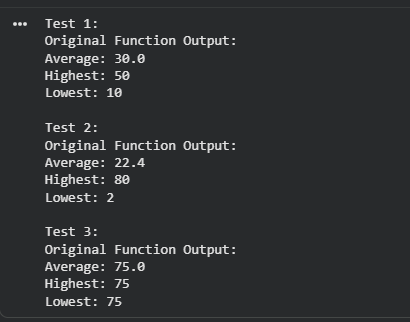 Test 1:
Original Function Output:
Average: 30.0
Highest: 50
Lowest: 10

Test 2:
Original Function Output:
Average: 22.4
Highest: 80
Lowest: 2

Test 3:
Original Function Output:
Average: 75.0
Highest: 75
Lowest: 75